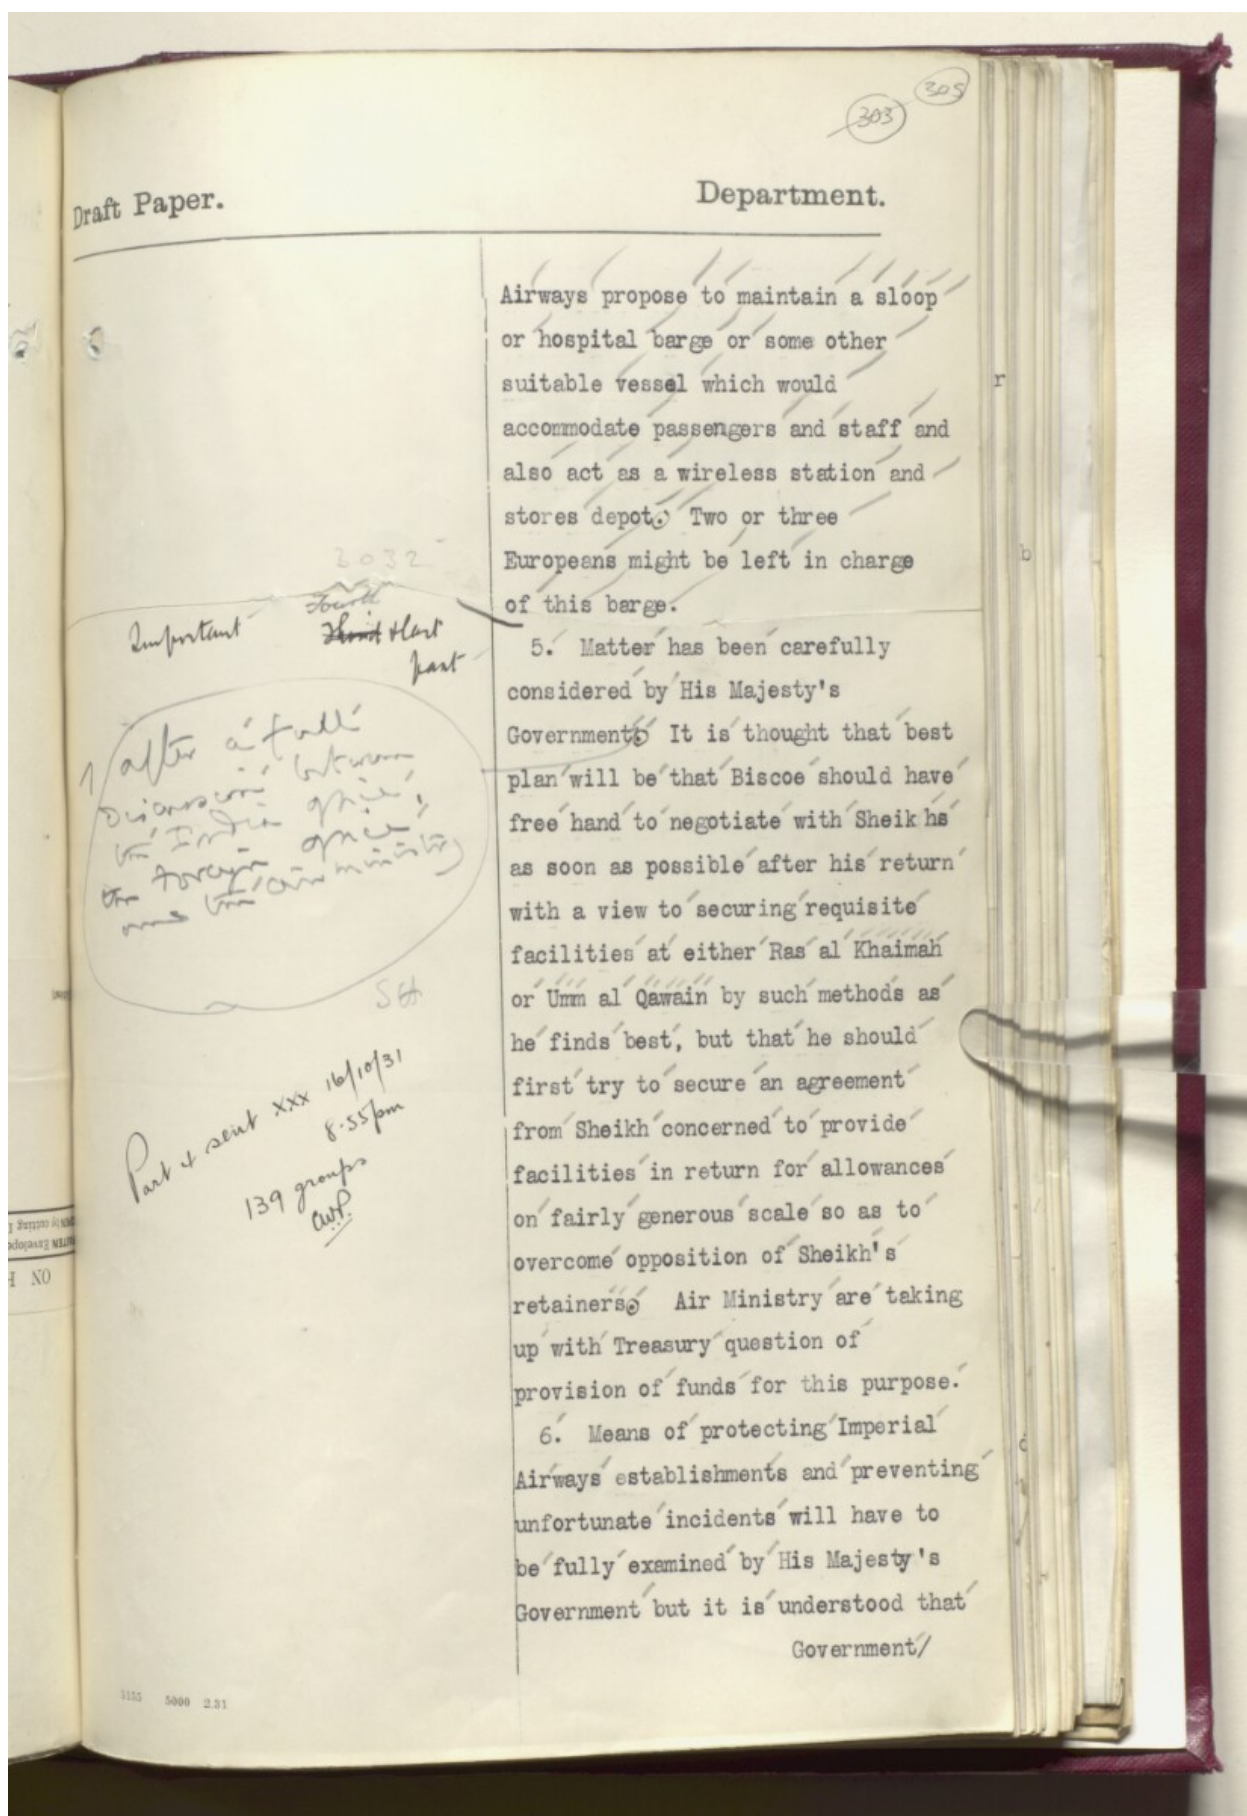 305
303
Draft Paper.
Department.
Airways propose to maintain a sloop
or hospital barge or some other
suitable vessel which would
accommodate passengers and staff and
also act as a wireless station and
stores depot. Two or three
Europeans might be left in charge
of this barge.
3032
Important
Fourth
Third & last
part
5. Matter has been carefully
considered by His Majesty's
Government. It is thought that best
plan will be that Biscoe should have
free hand to negotiate with Sheikhs
as soon as possible after his return
with a view to securing requisite
facilities at either Ras al Khaimah
or Umm al Qawain by such methods as
he finds best, but that he should
first try to secure an agreement
from Sheikh concerned to provide
facilities in return for allowances
on fairly generous scale so as to
overcome opposition of Sheikh's
retainers. Air Ministry are taking
up with Treasury question of
provision of funds for this purpose.
6. Means of protecting Imperial
Airways establishments and preventing
unfortunate incidents will have to
be fully examined by His Majesty's
Government but it is understood that
Government/
after a full
discussion between
the India Office,
the Foreign Office,
and the Air Ministry
Part 4 sent xxx 16/10/31
8.55pm
139 groups
5155 5000 2.31